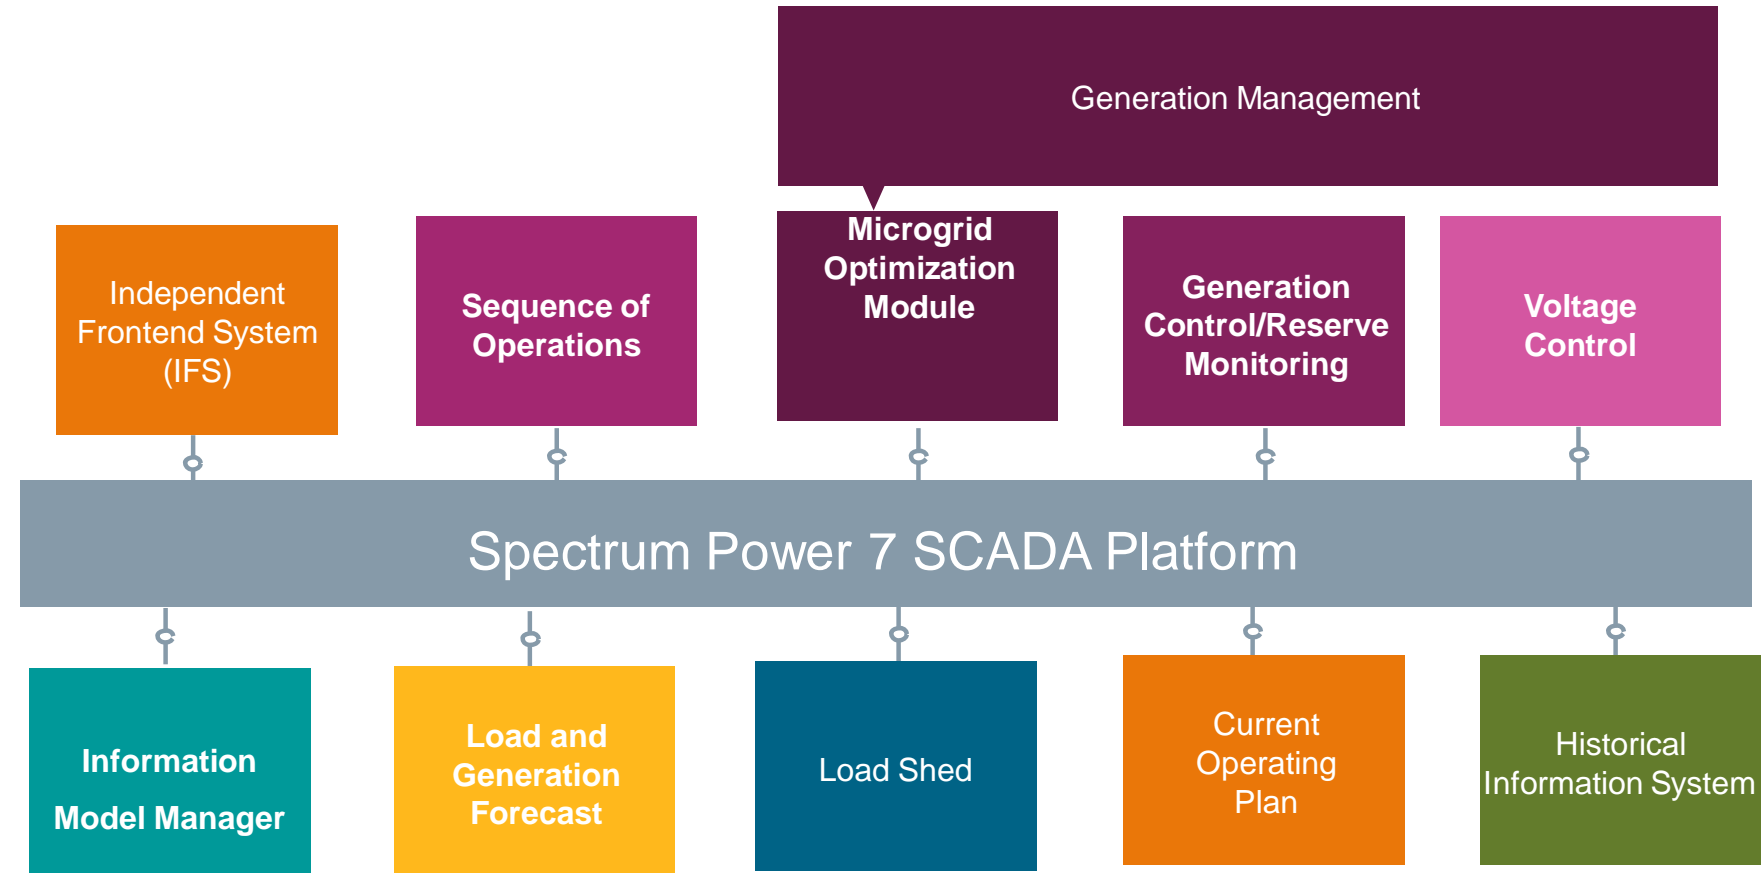 Generation Management
Independent
Frontend System
(IFS)
Sequence of
Operations
Microgrid
Optimization
Module
Generation
Control/Reserve
Monitoring
Voltage
Control
Spectrum Power 7 SCADA Platform
Information
Model Manager
Load and
Generation
Forecast
Load Shed
Current
Operating
Plan
Historical
Information System